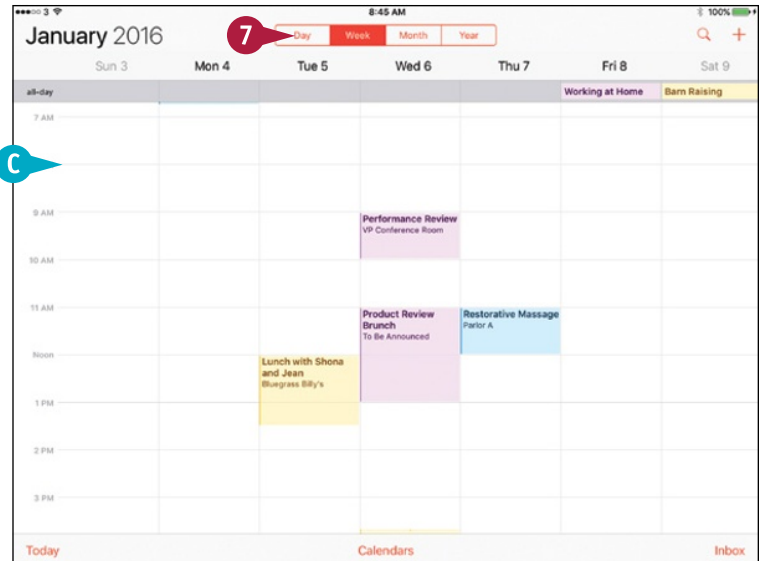 3
8:45 AM
100%
January 2016
7
Day Week Month Year
Sun 3 Mon 4 Tue 5 Wed 6 Thu 7 Fri 8 Sat 9
all-day Working at Home Barn Raising
7 AM
C
9 AM
Performance Review
VP Conference Room
10 AM
11 AM
Product Review
Brunch
To Be Announced
Restorative Massage
Parlor A
Noon
Lunch with Shona
and Jean
Bluegrass Billy's
1 PM
2 PM
3 PM
Today Calendars Inbox